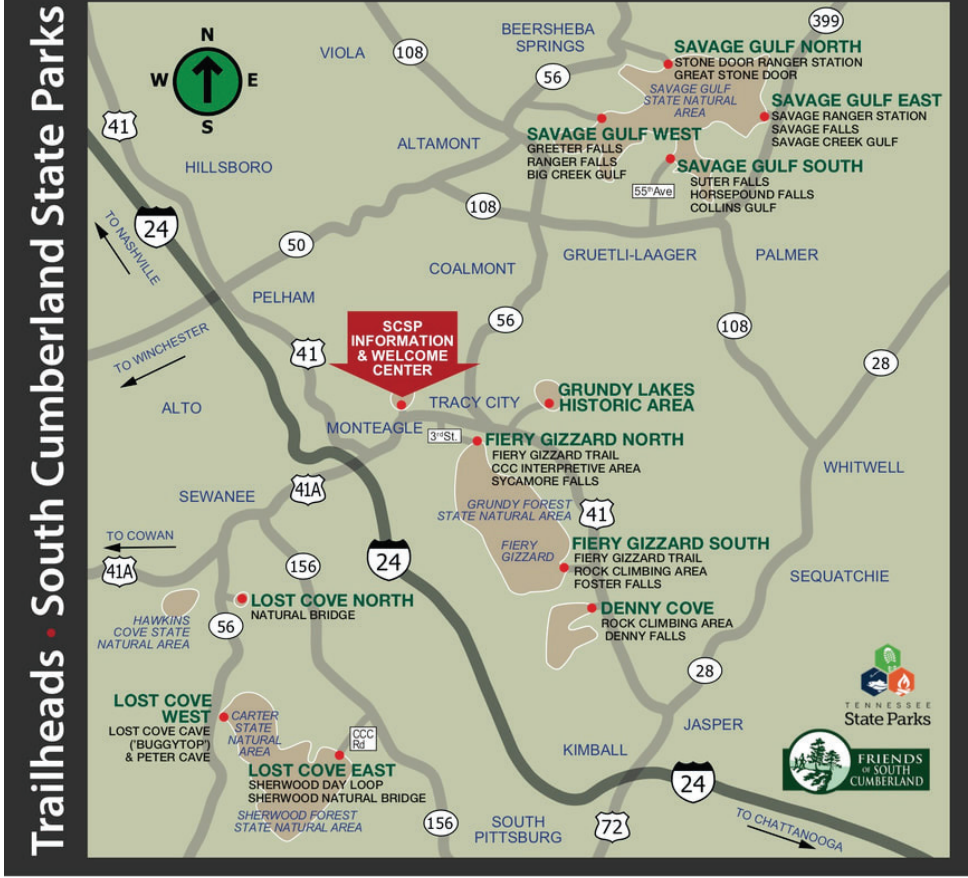 Trailheads • South Cumberland State Parks
N
W E
S
VIOLA
108
BEERSHEBA
SPRINGS
399
56
SAVAGE GULF NORTH
STONE DOOR RANGER STATION
GREAT STONE DOOR
SAVAGE GULF
STATE NATURAL
AREA
SAVAGE GULF EAST
SAVAGE RANGER STATION
SAVAGE FALLS
SAVAGE CREEK GULF
41
HILLSBORO
ALTAMONT
SAVAGE GULF WEST
GREETER FALLS
RANGER FALLS
BIG CREEK GULF
SAVAGE GULF SOUTH
SUTER FALLS
HORSEPOUND FALLS
COLLINS GULF
55th Ave
108
24
TO NASHVILLE
50
COALMONT
GRUETLI-LAAGER
PALMER
PELHAM
56
108
TO WINCHESTER
41
SCSP
INFORMATION
& WELCOME
CENTER
28
ALTO
MONTEAGLE
TRACY CITY
GRUNDY LAKES
HISTORIC AREA
3rd St.
FIERY GIZZARD NORTH
FIERY GIZZARD TRAIL
CCC INTERPRETIVE AREA
SYCAMORE FALLS
WHITWELL
SEWANEE
41A
GRUNDY FOREST
STATE NATURAL AREA
41
TO COWAN
41A
156
24
FIERY
GIZZARD
FIERY GIZZARD SOUTH
FIERY GIZZARD TRAIL
ROCK CLIMBING AREA
FOSTER FALLS
SEQUATCHIE
LOST COVE NORTH
NATURAL BRIDGE
HAWKINS
COVE STATE
NATURAL AREA
56
DENNY COVE
ROCK CLIMBING AREA
DENNY FALLS
28
LOST COVE
WEST
LOST COVE CAVE
('BUGGYTOP')
& PETER CAVE
CARTER
STATE
NATURAL
AREA
CCC
Rd
LOST COVE EAST
SHERWOOD DAY LOOP
SHERWOOD NATURAL BRIDGE
SHERWOOD FOREST
STATE NATURAL AREA
KIMBALL
JASPER
TENNESSEE
State Parks
FRIENDS
OF SOUTH
CUMBERLAND
24
156
SOUTH
PITTSBURG
72
TO CHATTANOOGA